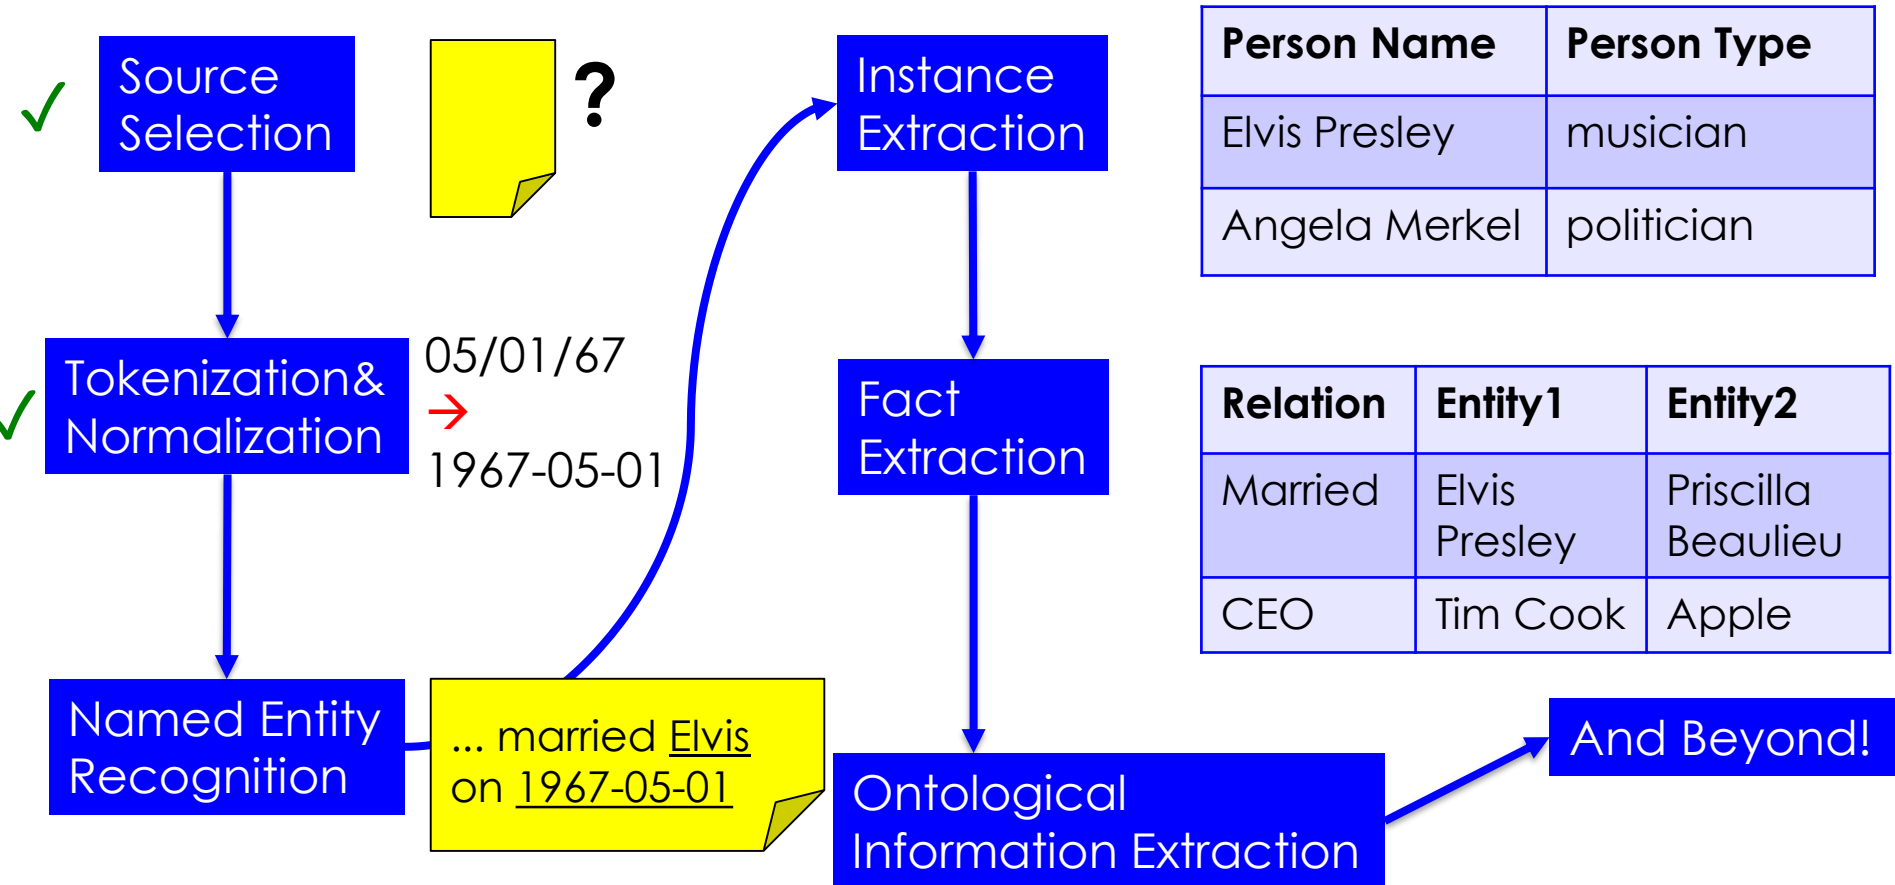 ✓
Source
Selection
?
✓
Tokenization&
Normalization
05/01/67
→
1967-05-01
Named Entity
Recognition
... married Elvis
on 1967-05-01
Instance
Extraction
Person Name Person Type
Elvis Presley musician
Angela Merkel politician
Fact
Extraction
Relation Entity1 Entity2
Married Elvis Priscilla
Presley Beaulieu
CEO Tim Cook Apple
Ontological
Information Extraction
And Beyond!